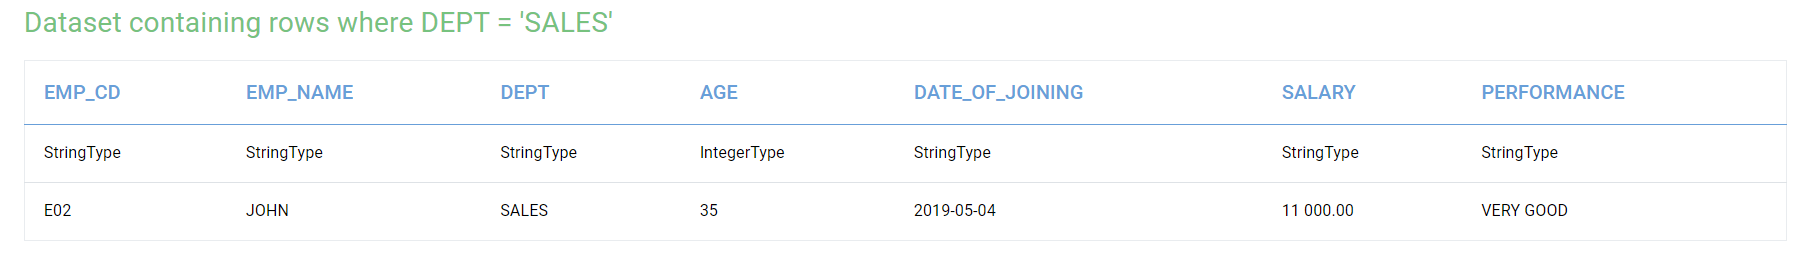 Dataset containing rows where DEPT = 'SALES'
EMP_CD EMP_NAME DEPT AGE DATE_OF_JOINING SALARY PERFORMANCE
StringType StringType StringType IntegerType StringType StringType StringType
E02 JOHN SALES 35 2019-05-04 11 000.00 VERY GOOD